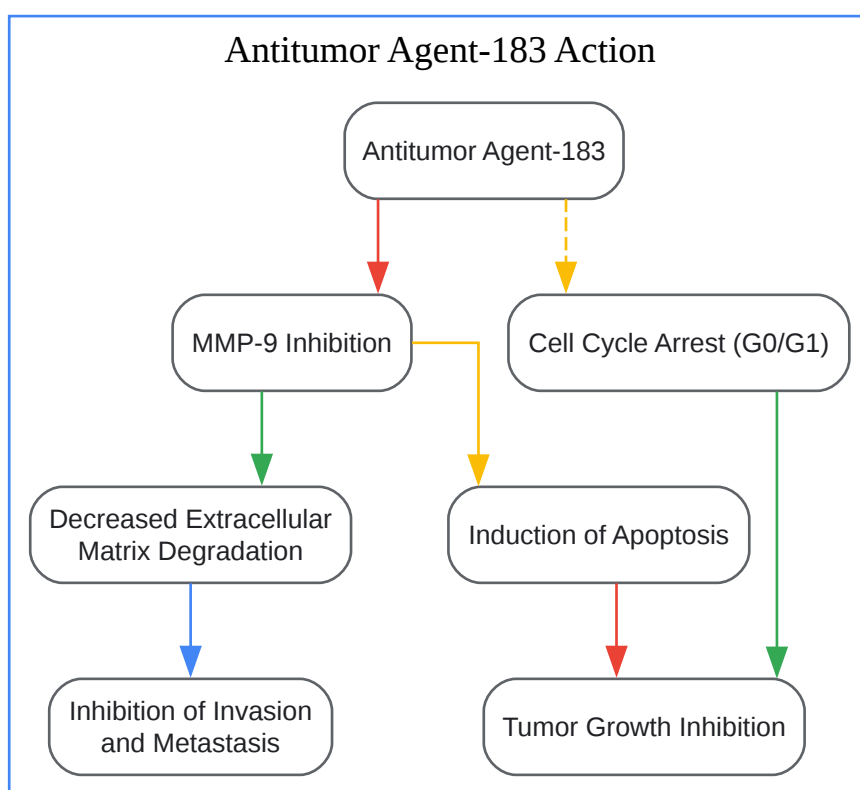 Antitumor Agent-183 Action
Antitumor Agent-183
MMP-9 Inhibition
Cell Cycle Arrest (G0/G1)
Decreased Extracellular
Matrix Degradation
Induction of Apoptosis
Inhibition of Invasion
and Metastasis
Tumor Growth Inhibition